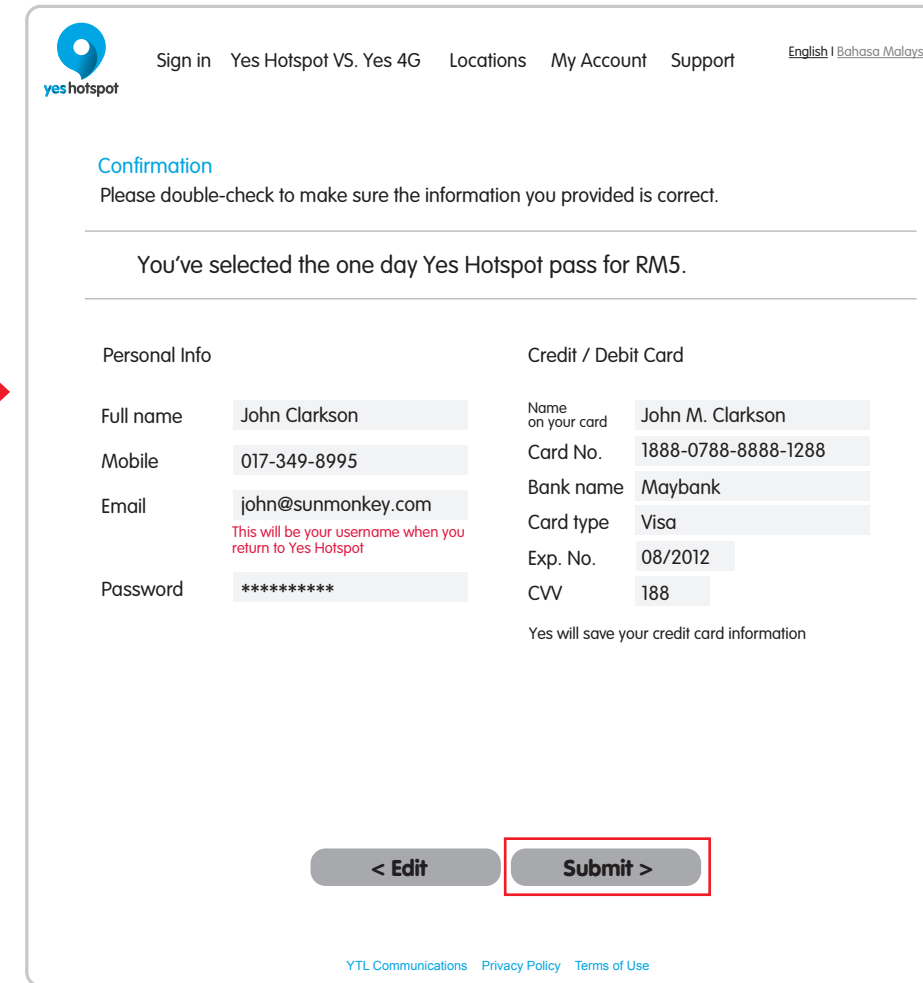 yes hotspot
Sign in Yes Hotspot VS. Yes 4G Locations My Account Support English | Bahasa Malays
Confirmation
Please double-check to make sure the information you provided is correct.
You've selected the one day Yes Hotspot pass for RM5.
Personal Info
Full name John Clarkson
Mobile 017-349-8995
Email john@sunmonkey.com
This will be your username when you
return to Yes Hotspot
Password **********
Credit / Debit Card
Name
on your card John M. Clarkson
Card No. 1888-0788-8888-1288
Bank name Maybank
Card type Visa
Exp. No. 08/2012
CVV 188
Yes will save your credit card information
< Edit Submit >
YTL Communications Privacy Policy Terms of Use